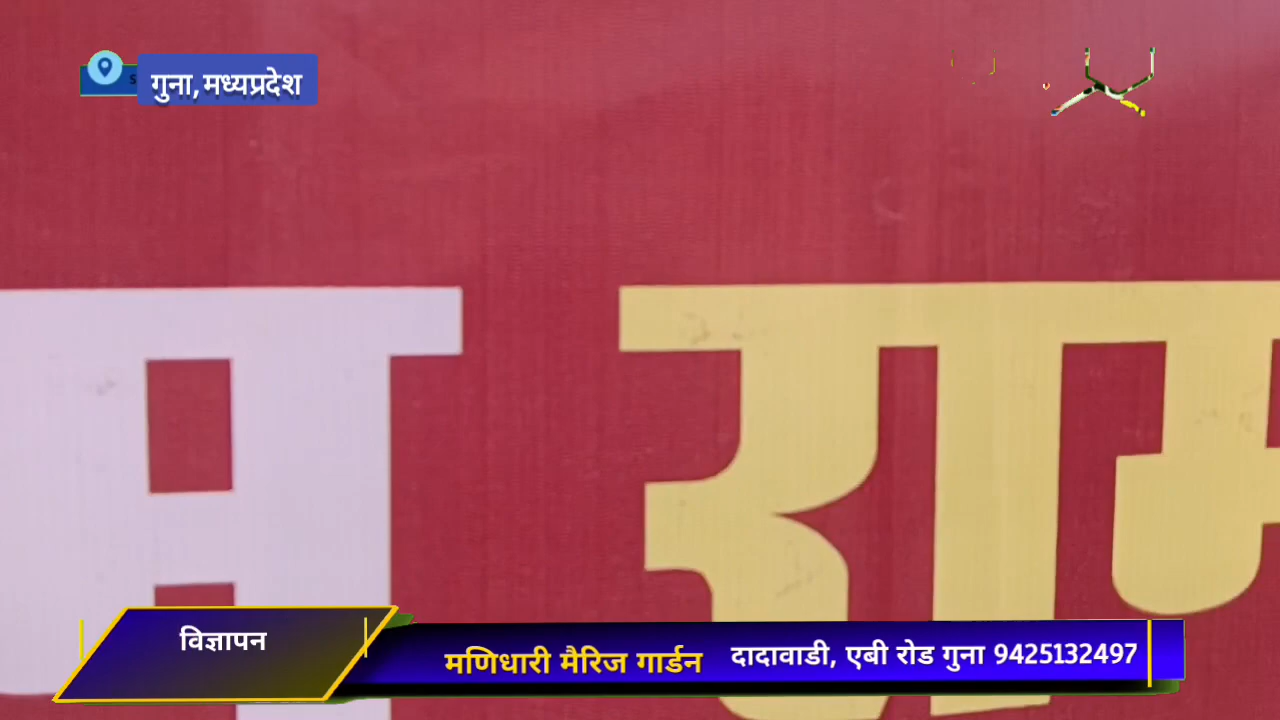 गुना, मध्यप्रदेश
राम
विज्ञापन
मणिधारी मैरिज गार्डन
दादावाडी, एबी रोड गुना 9425132497